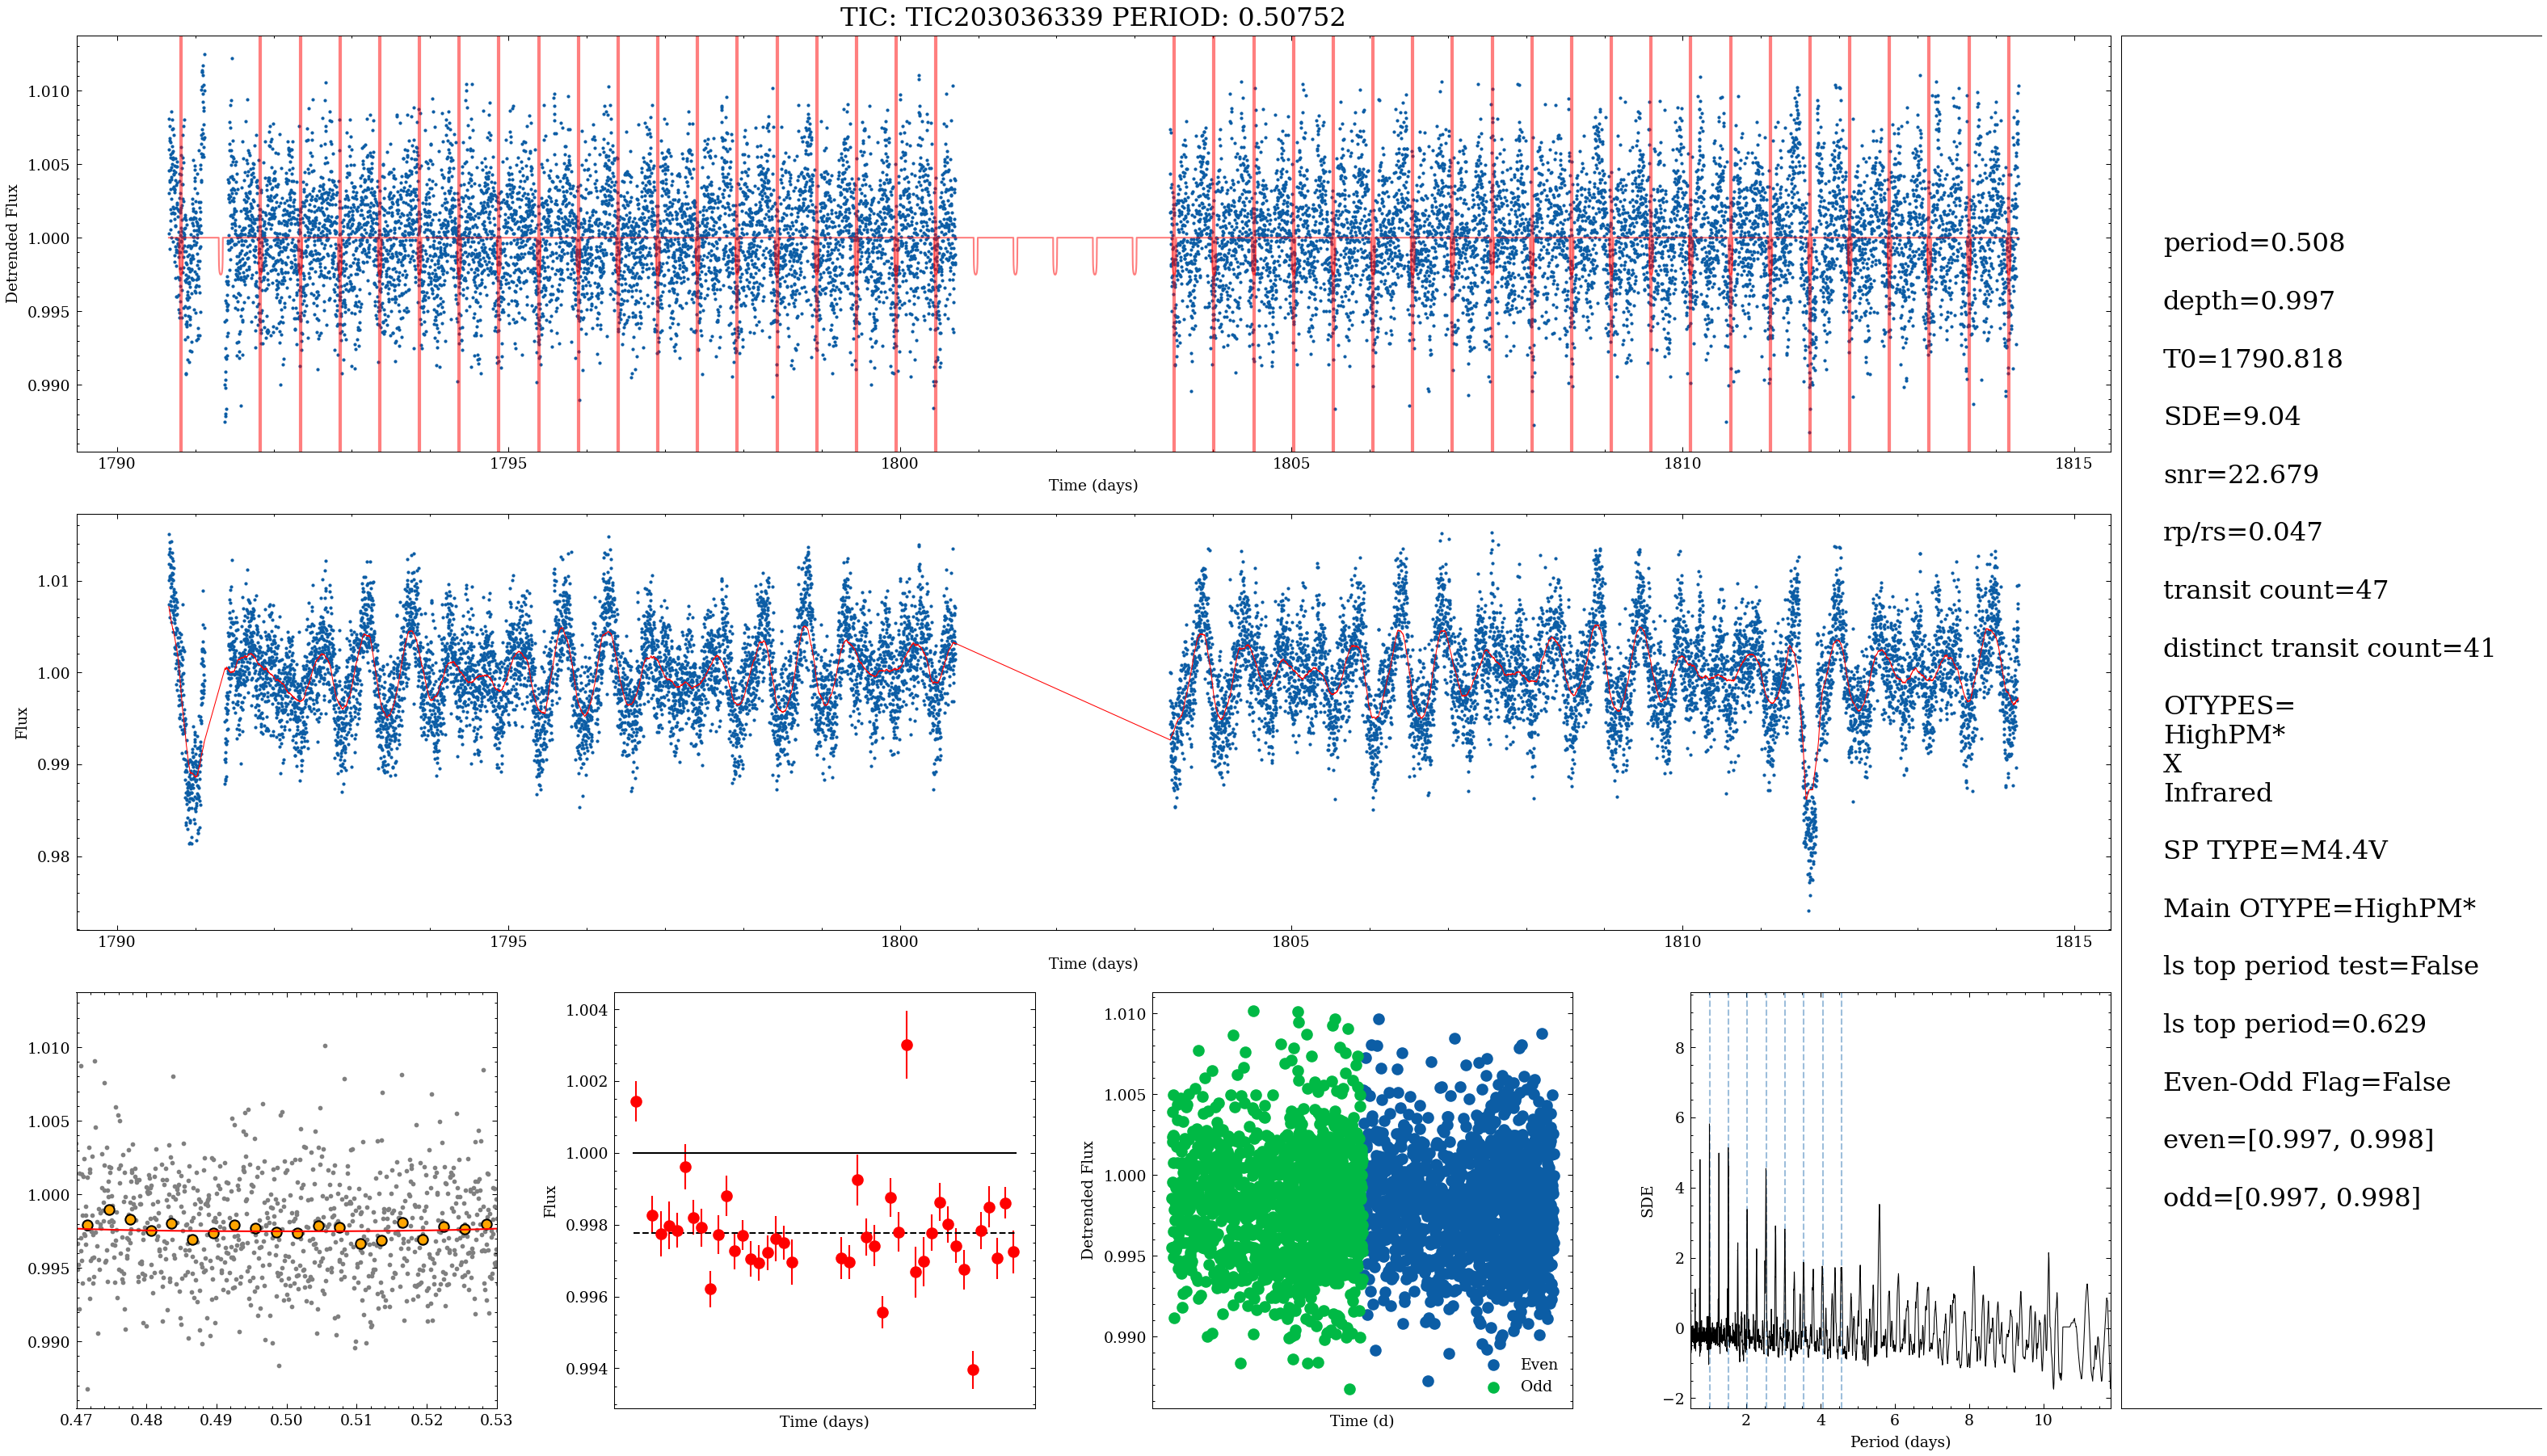 TIC: TIC203036339 PERIOD: 0.50752
1.010
1.005
1.000
0.995
0.990
Detrended Flux
1790
1795
1800
1805
1810
1815
Time (days)
1.01
1.00
0.99
0.98
Flux
1790
1795
1800
1805
1810
1815
Time (days)
1.010
1.005
1.000
0.995
0.990
0.47
0.48
0.49
0.50
0.51
0.52
0.53
1.004
1.002
1.000
0.998
0.996
0.994
Flux
Time (days)
1.010
1.005
1.000
0.995
0.990
Detrended Flux
Even
Odd
Time (d)
8
6
4
2
0
−2
SDE
2
4
6
8
10
Period (days)
period=0.508
depth=0.997
T0=1790.818
SDE=9.04
snr=22.679
rp/rs=0.047
transit count=47
distinct transit count=41
OTYPES=
HighPM*
X
Infrared
SP TYPE=M4.4V
Main OTYPE=HighPM*
ls top period test=False
ls top period=0.629
Even-Odd Flag=False
even=[0.997, 0.998]
odd=[0.997, 0.998]